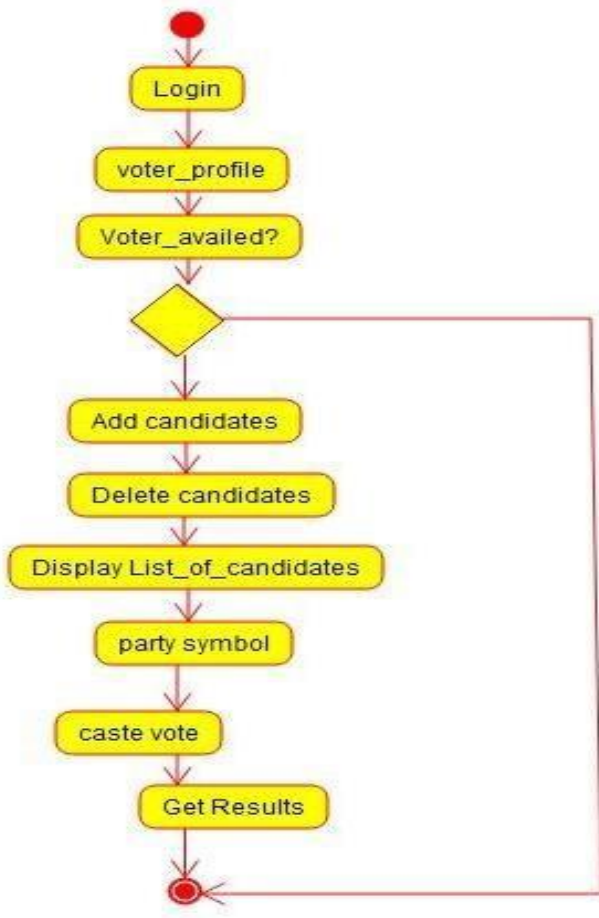 Login
voter_profile
Voter_availed?
Add candidates
Delete candidates
Display List_of_candidates
party symbol
caste vote
Get Results